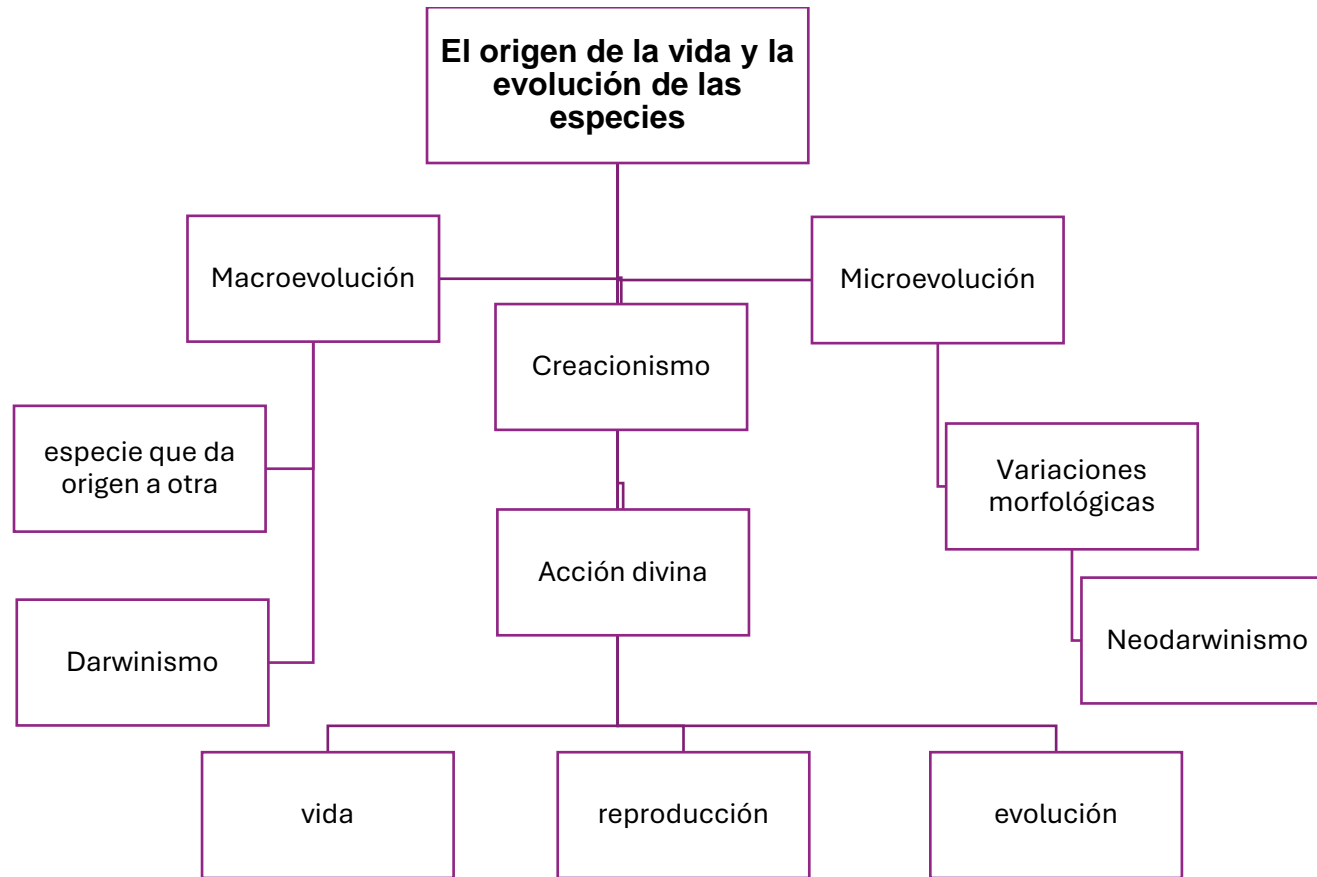 El origen de la vida y la
evolución de las
especies
Macroevolución
Microevolución
Creacionismo
especie que da
origen a otra
Variaciones
morfológicas
Acción divina
Darwinismo
Neodarwinismo
vida
reproducción
evolución